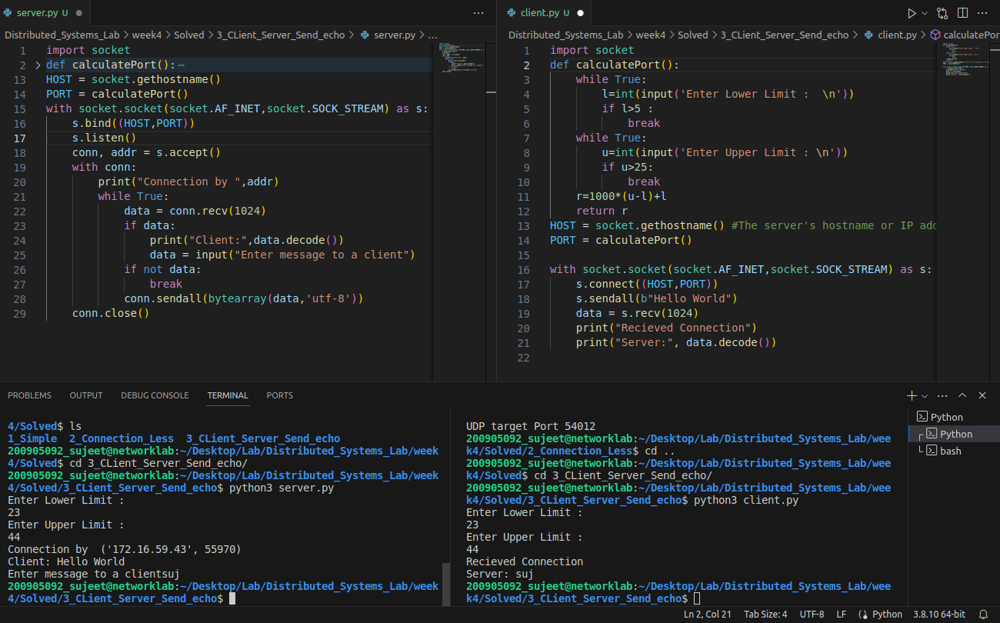 server.py U
Distributed_Systems_Lab > week4 > Solved > 3_CLient_Server_Send_echo > server.py > ...
1 import socket
2 def calculatePort(): ⋯
13 HOST = socket.gethostname()
14 PORT = calculatePort()
15 with socket.socket(socket.AF_INET,socket.SOCK_STREAM) as s:
16 s.bind((HOST,PORT))
17 s.listen()
18 conn, addr = s.accept()
19 with conn:
20 print("Connection by ",addr)
21 while True:
22 data = conn.recv(1024)
23 if data:
24 print("Client:",data.decode())
25 data = input("Enter message to a client")
26 if not data:
27 break
28 conn.sendall(bytearray(data,'utf-8'))
29 conn.close()
client.py U
Distributed_Systems_Lab > week4 > Solved > 3_CLient_Server_Send_echo > client.py > calculatePor
1 import socket
2 def calculatePort():
3 while True:
4 l=int(input('Enter Lower Limit :  \n'))
5 if l>5 :
6 break
7 while True:
8 u=int(input('Enter Upper Limit : \n'))
9 if u>25:
10 break
11 r=1000*(u-l)+l
12 return r
13 HOST = socket.gethostname() #The server's hostname or IP add
14 PORT = calculatePort()
15
16 with socket.socket(socket.AF_INET,socket.SOCK_STREAM) as s:
17 s.connect((HOST,PORT))
18 s.sendall(b"Hello World")
19 data = s.recv(1024)
20 print("Recieved Connection")
21 print("Server:", data.decode())
22
PROBLEMS OUTPUT DEBUG CONSOLE TERMINAL PORTS
4/Solved$ ls
1_Simple  2_Connection_Less  3_CLient_Server_Send_echo
200905092_sujeet@networklab:~/Desktop/Lab/Distributed_Systems_Lab/week
4/Solved$ cd 3_CLient_Server_Send_echo/
200905092_sujeet@networklab:~/Desktop/Lab/Distributed_Systems_Lab/week
4/Solved/3_CLient_Server_Send_echo$ python3 server.py
Enter Lower Limit :
23
Enter Upper Limit :
44
Connection by  ('172.16.59.43', 55970)
Client: Hello World
Enter message to a clientsuj
200905092_sujeet@networklab:~/Desktop/Lab/Distributed_Systems_Lab/week
4/Solved/3_CLient_Server_Send_echo$
UDP target Port 54012
200905092_sujeet@networklab:~/Desktop/Lab/Distributed_Systems_Lab/wee
k4/Solved/2_Connection_Less$ cd ..
200905092_sujeet@networklab:~/Desktop/Lab/Distributed_Systems_Lab/wee
k4/Solved$ cd 3_CLient_Server_Send_echo/
200905092_sujeet@networklab:~/Desktop/Lab/Distributed_Systems_Lab/wee
k4/Solved/3_CLient_Server_Send_echo$ python3 client.py
Enter Lower Limit :
23
Enter Upper Limit :
44
Recieved Connection
Server: suj
200905092_sujeet@networklab:~/Desktop/Lab/Distributed_Systems_Lab/wee
k4/Solved/3_CLient_Server_Send_echo$
Python
Python
bash
Ln 2, Col 21 Tab Size: 4 UTF-8 LF Python 3.8.10 64-bit